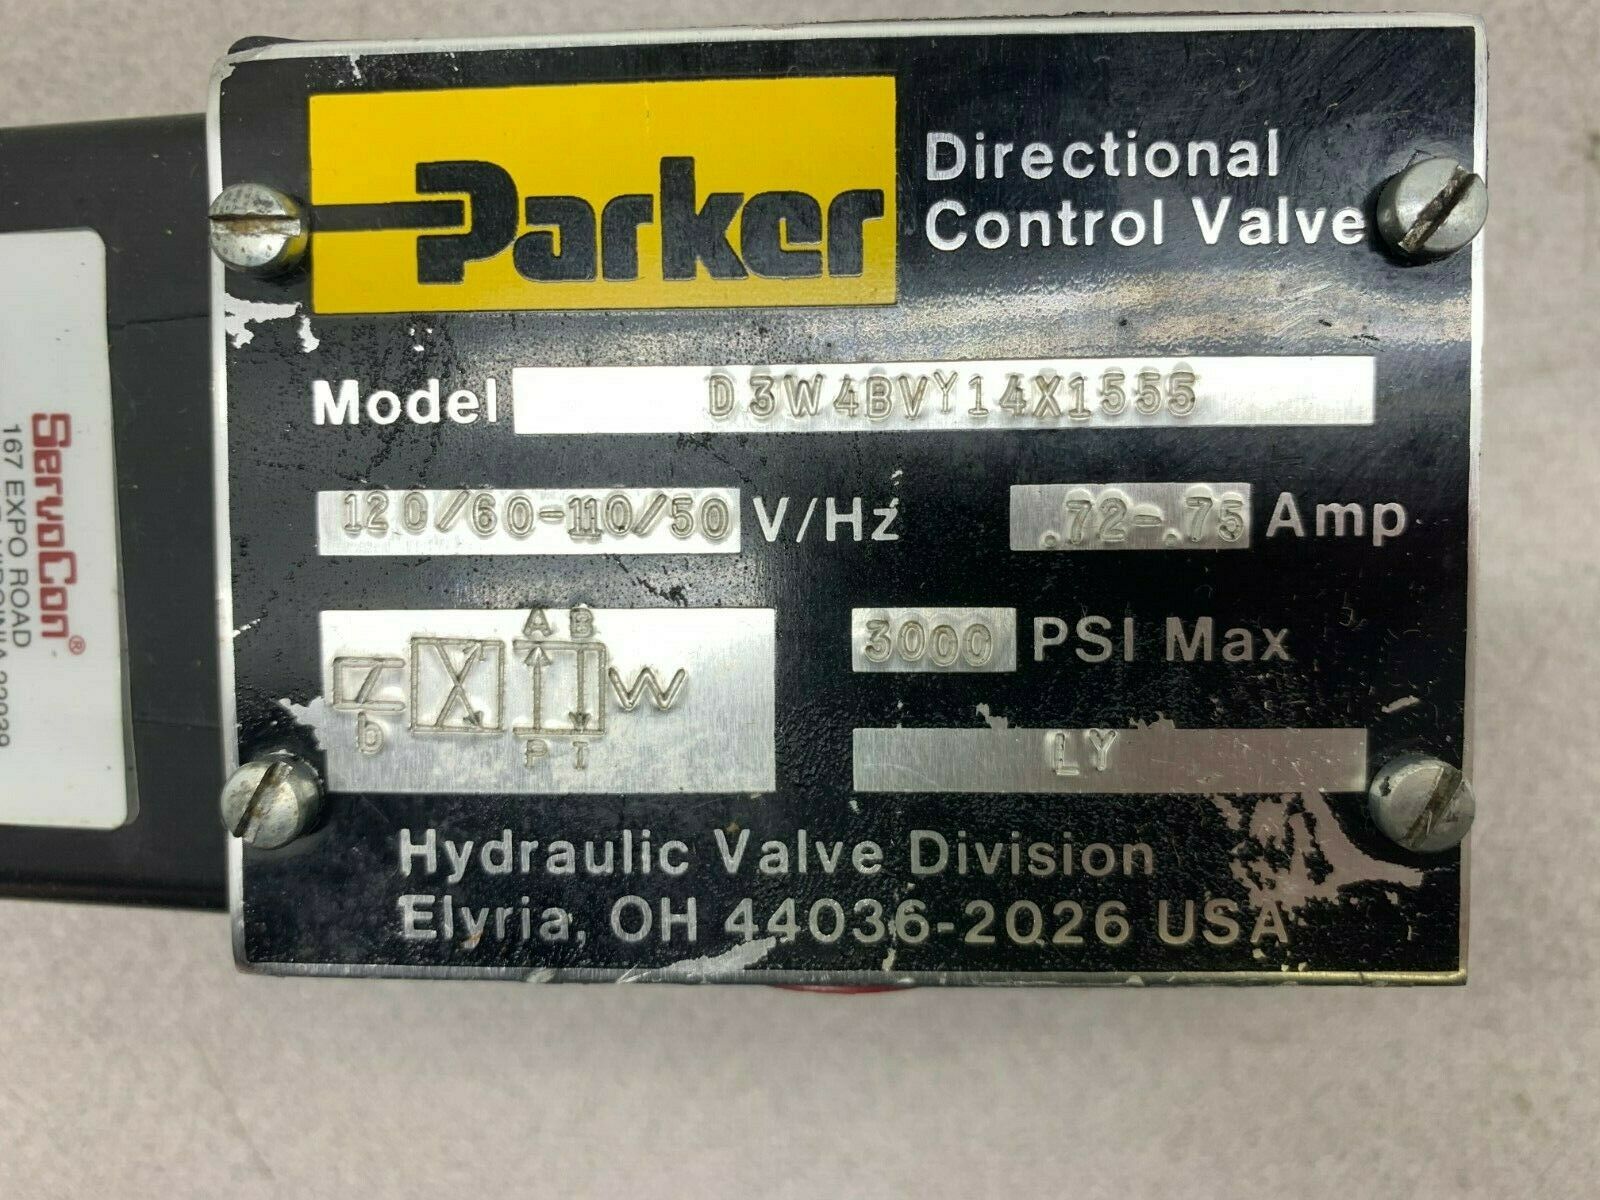 Parker
Directional
Control Valve
Model D3W4BVY14X1555
120/60-110/50 V/Hz .72-.75 Amp
A B
b
P T
3000 PSI Max
LY
Hydraulic Valve Division
Elyria, OH 44036-2026 USA
ServoCon®
167 EXPO ROAD
22939